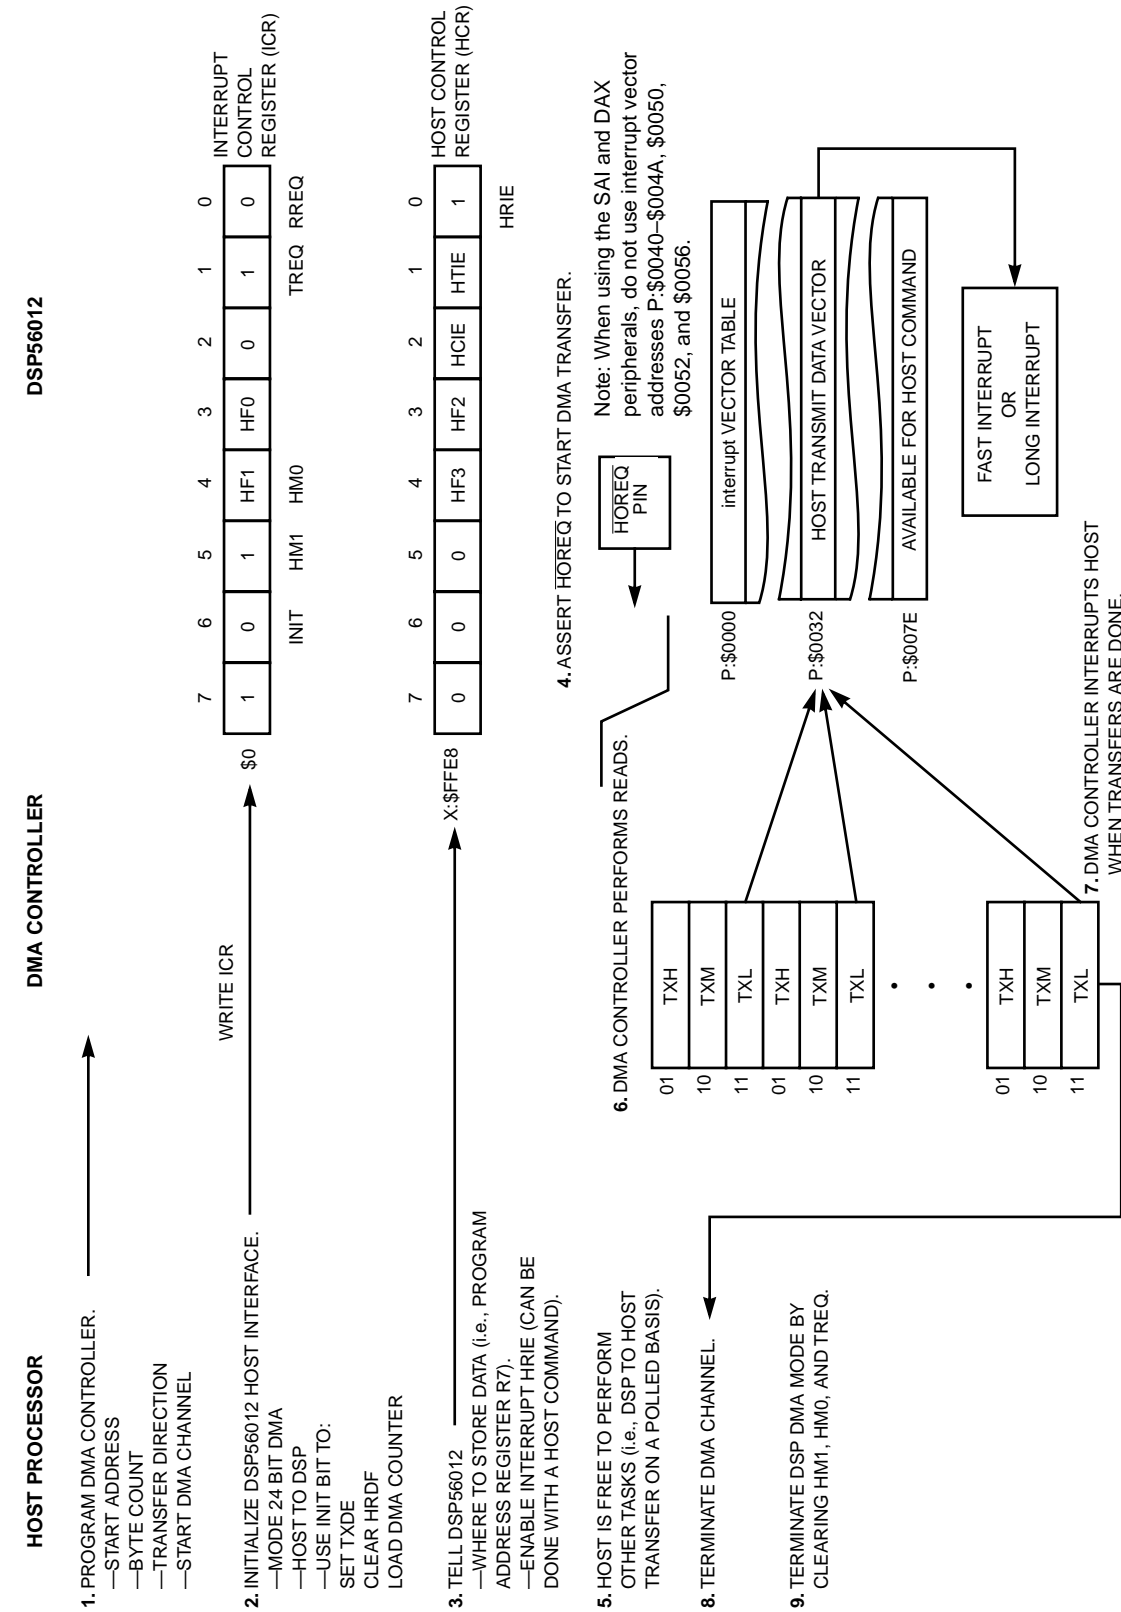 HOST PROCESSOR
DMA CONTROLLER
DSP56012
1. PROGRAM DMA CONTROLLER.
—START ADDRESS
—BYTE COUNT
—TRANSFER DIRECTION
—START DMA CHANNEL
2. INITIALIZE DSP56012 HOST INTERFACE.
—MODE 24 BIT DMA
—HOST TO DSP
—USE INIT BIT TO:
SET TXDE
CLEAR HRDF
LOAD DMA COUNTER
WRITE ICR
7 6 5 4 3 2 1 0
$0 1 0 1 HF1 HF0 0 1 0
INTERRUPT
CONTROL
REGISTER (ICR)
INIT HM1 HM0 TREQ RREQ
3. TELL DSP56012
—WHERE TO STORE DATA (i.e., PROGRAM
ADDRESS REGISTER R7).
—ENABLE INTERRUPT HRIE (CAN BE
DONE WITH A HOST COMMAND).
7 6 5 4 3 2 1 0
X:$FFE8 0 0 0 HF3 HF2 HCIE HTIE 1
HOST CONTROL
REGISTER (HCR)
HRIE
4. ASSERT HOREQ TO START DMA TRANSFER.
HOREQ
PIN
Note: When using the SAI and DAX
peripherals, do not use interrupt vector
addresses P:$0040–$004A, $0050,
$0052, and $0056.
5. HOST IS FREE TO PERFORM
OTHER TASKS (i.e., DSP TO HOST
TRANSFER ON A POLLED BASIS).
6. DMA CONTROLLER PERFORMS READS.
01 TXH
10 TXM
11 TXL
01 TXH
10 TXM
11 TXL
01 TXH
10 TXM
11 TXL
P:$0000 interrupt VECTOR TABLE
P:$0032 HOST TRANSMIT DATA VECTOR
P:$007E AVAILABLE FOR HOST COMMAND
FAST INTERRUPT
OR
LONG INTERRUPT
7. DMA CONTROLLER INTERRUPTS HOST
WHEN TRANSFERS ARE DONE.
8. TERMINATE DMA CHANNEL.
9. TERMINATE DSP DMA MODE BY
CLEARING HM1, HM0, AND TREQ.